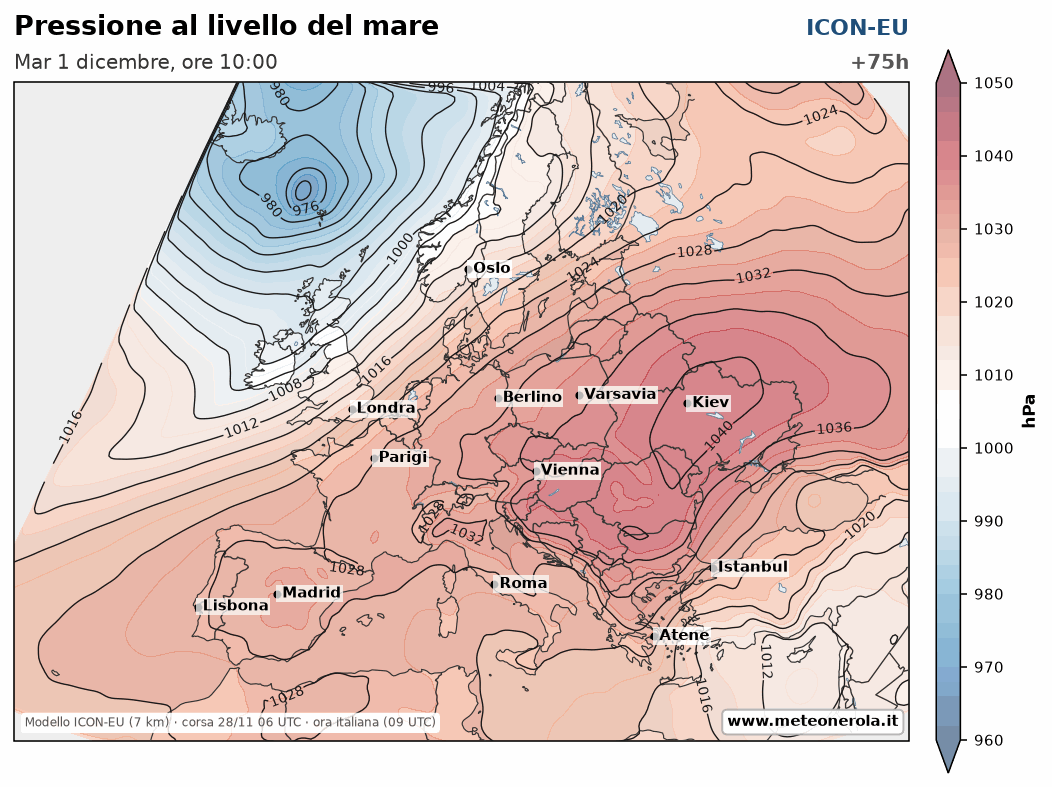 Pressione al livello del mare
ICON-EU
Mar 1 dicembre, ore 10:00
+75h
980
996
1004
1024
1050
1040
1030
1020
1010
1000
990
980
970
960
hPa
980
976
1000
1020
1028
1024
1032
Oslo
1016
1008
1012
1016
Londra
Berlino
Varsavia
Kiev
1036
1040
Parigi
Vienna
1028
1032
1020
1028
Istanbul
Roma
Madrid
Lisbona
Atene
1012
1016
1028
Modello ICON-EU (7 km) · corsa 28/11 06 UTC · ora italiana (09 UTC)
www.meteonerola.it